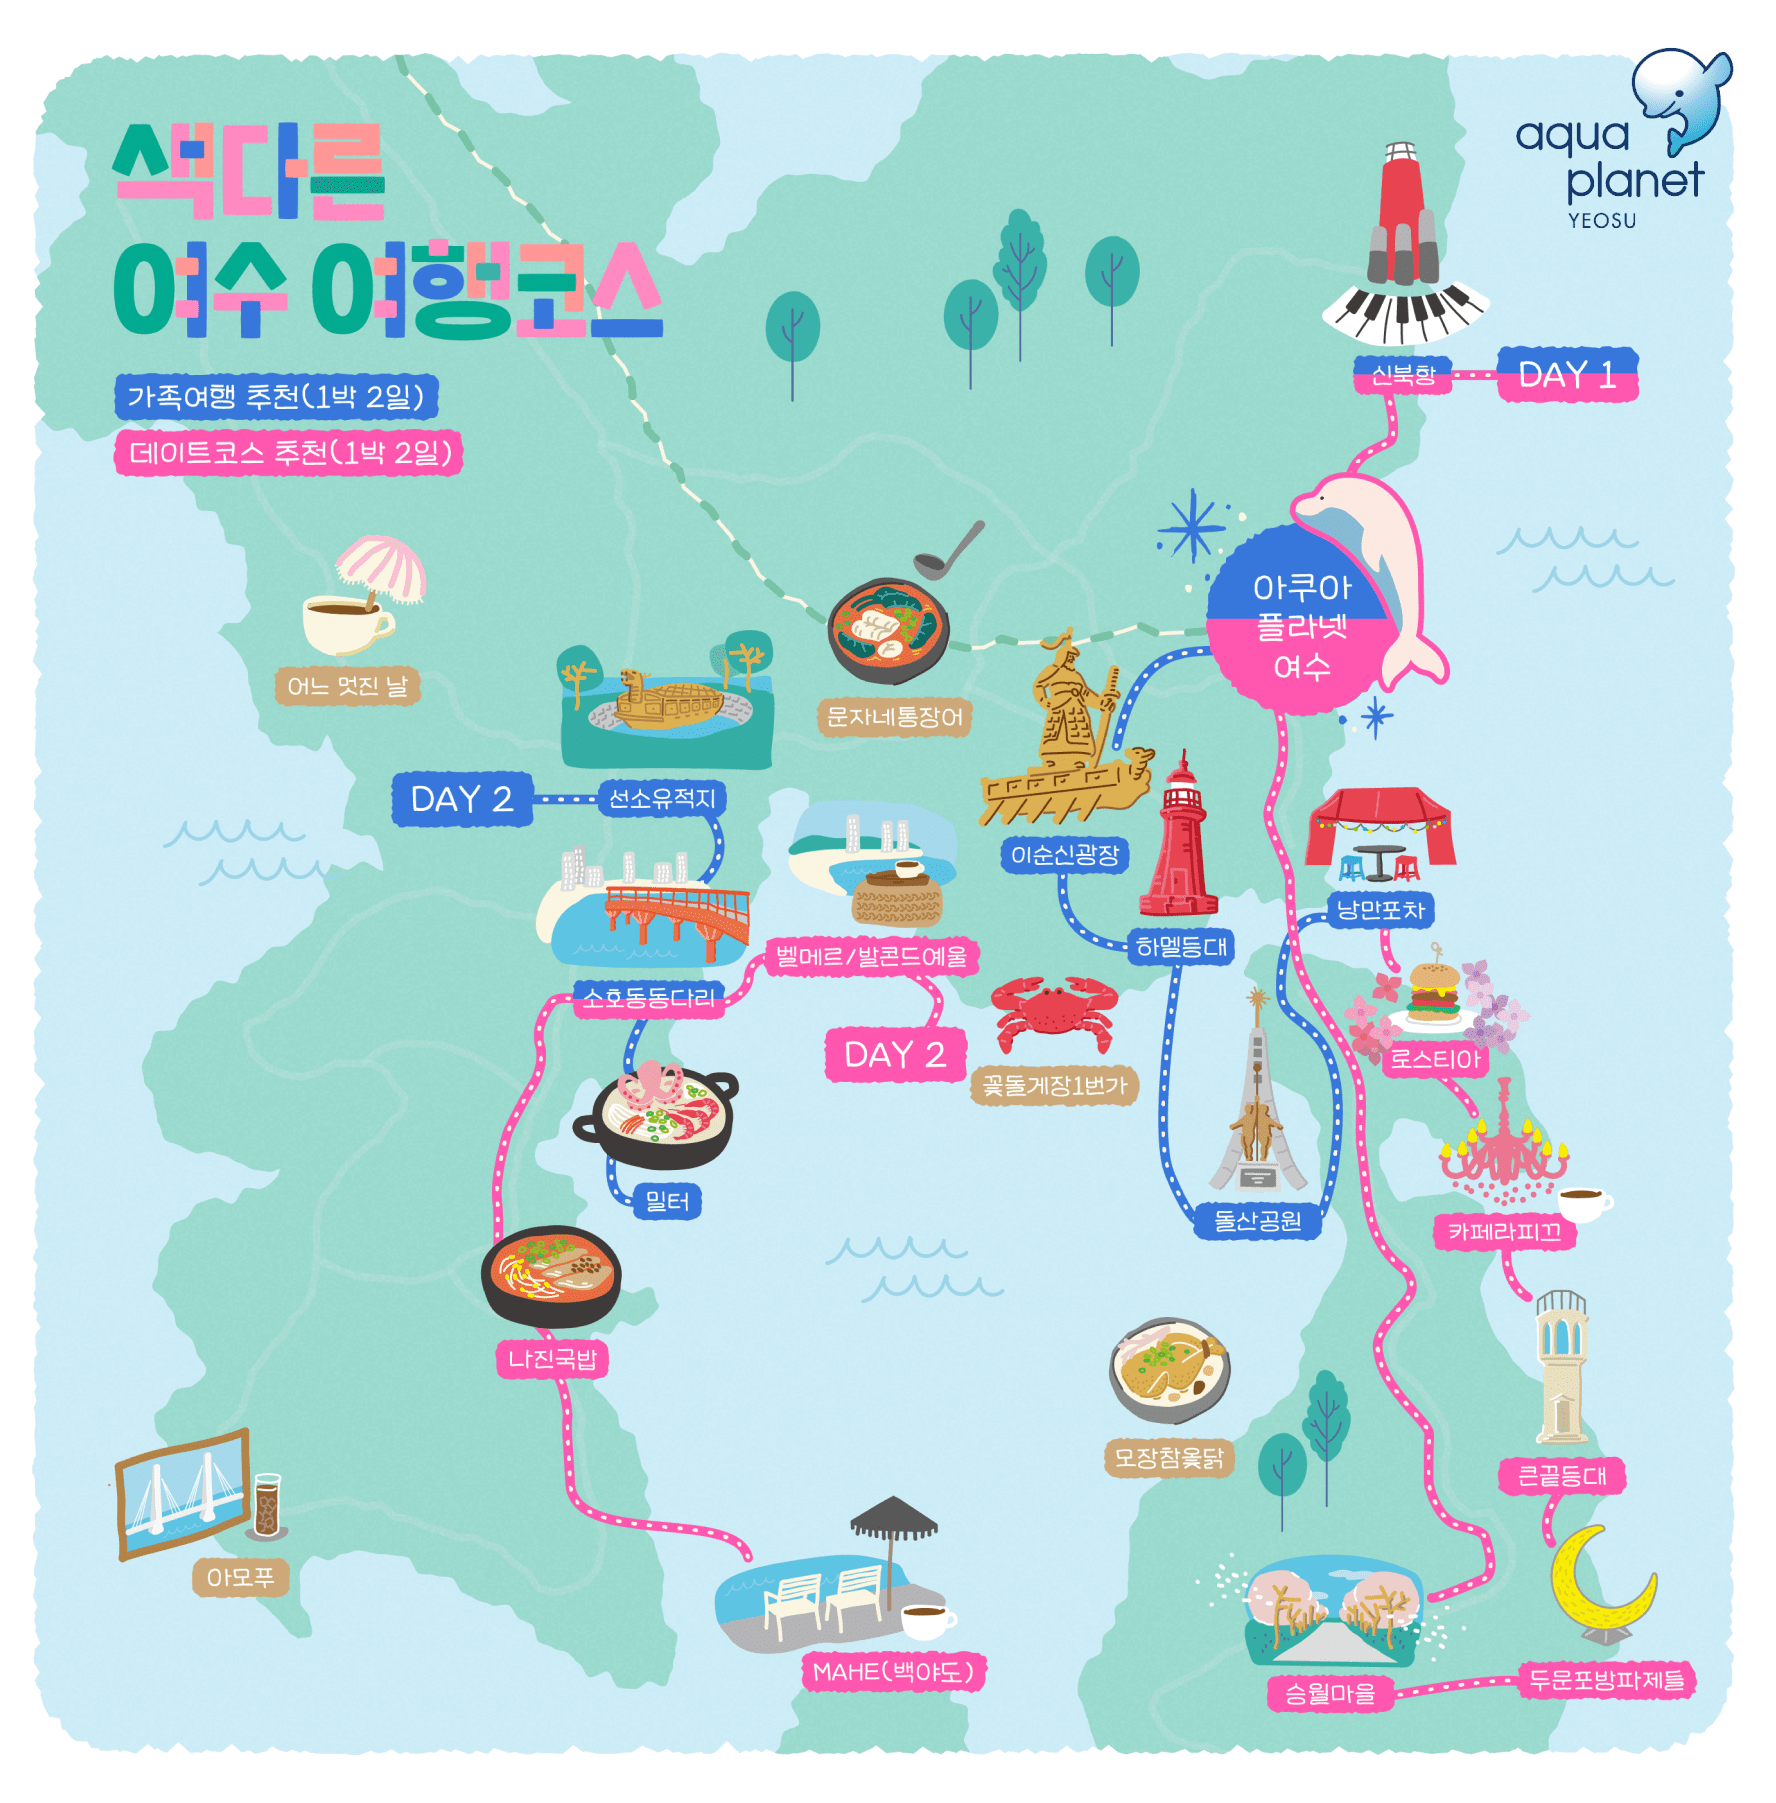 색다른
여수 여행코스
가족여행 추천(1박 2일)
데이트코스 추천(1박 2일)
aqua
planet
YEOSU
신북항
DAY 1
아쿠아
플라넷
여수
어느 멋진 날
문자네통장어
DAY 2
선소유적지
이순신광장
낭만포차
하멜등대
벨메르/발콘드예울
소호동동다리
DAY 2
꽃돌게장1번가
로스티아
밀터
돌산공원
카페라피끄
나진국밥
모장참옻닭
큰끝등대
아모푸
MAHE(백야도)
승월마을
두문포방파제들